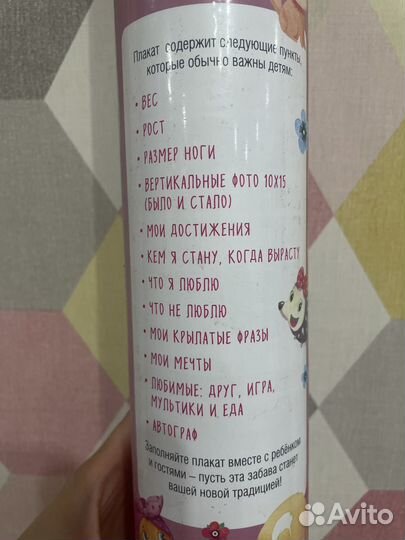 Плакат содержит следующие пункты,
которые обычно важны детям:
• ВЕС
• РОСТ
• РАЗМЕР НОГИ
• ВЕРТИКАЛЬНЫЕ ФОТО 10Х15
(БЫЛО И СТАЛО)
• МОИ ДОСТИЖЕНИЯ
• КЕМ Я СТАНУ, КОГДА ВЫРАСТУ
• ЧТО Я ЛЮБЛЮ
• ЧТО НЕ ЛЮБЛЮ
• МОИ КРЫЛАТЫЕ ФРАЗЫ
• МОИ МЕЧТЫ
• ЛЮБИМЫЕ: ДРУГ, ИГРА,
МУЛЬТИКИ И ЕДА
• АВТОГРАФ
Заполняйте плакат вместе с ребёнком
и гостями – пусть эта забава станет
вашей новой традицией!
Avito